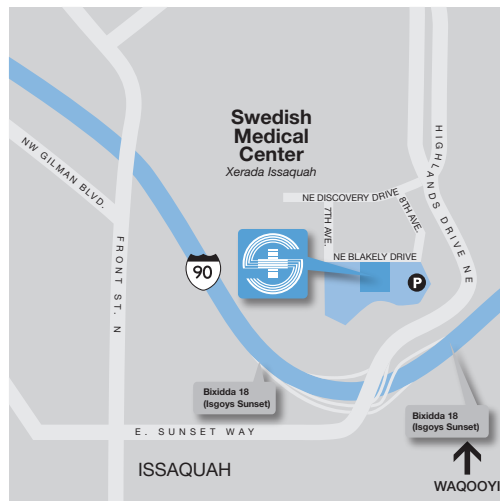 Swedish
Medical
Center
Xerada Issaquah
NW GILMAN BLVD.
HIGHLANDS DRIVE NE
NE DISCOVERY DRIVE
7TH AVE.
8TH AVE.
FRONT ST. N
NE BLAKELY DRIVE
90
P
Bixidda 18
(Isgoys Sunset)
Bixidda 18
(Isgoys Sunset)
E. SUNSET WAY
ISSAQUAH
WAQOOYI